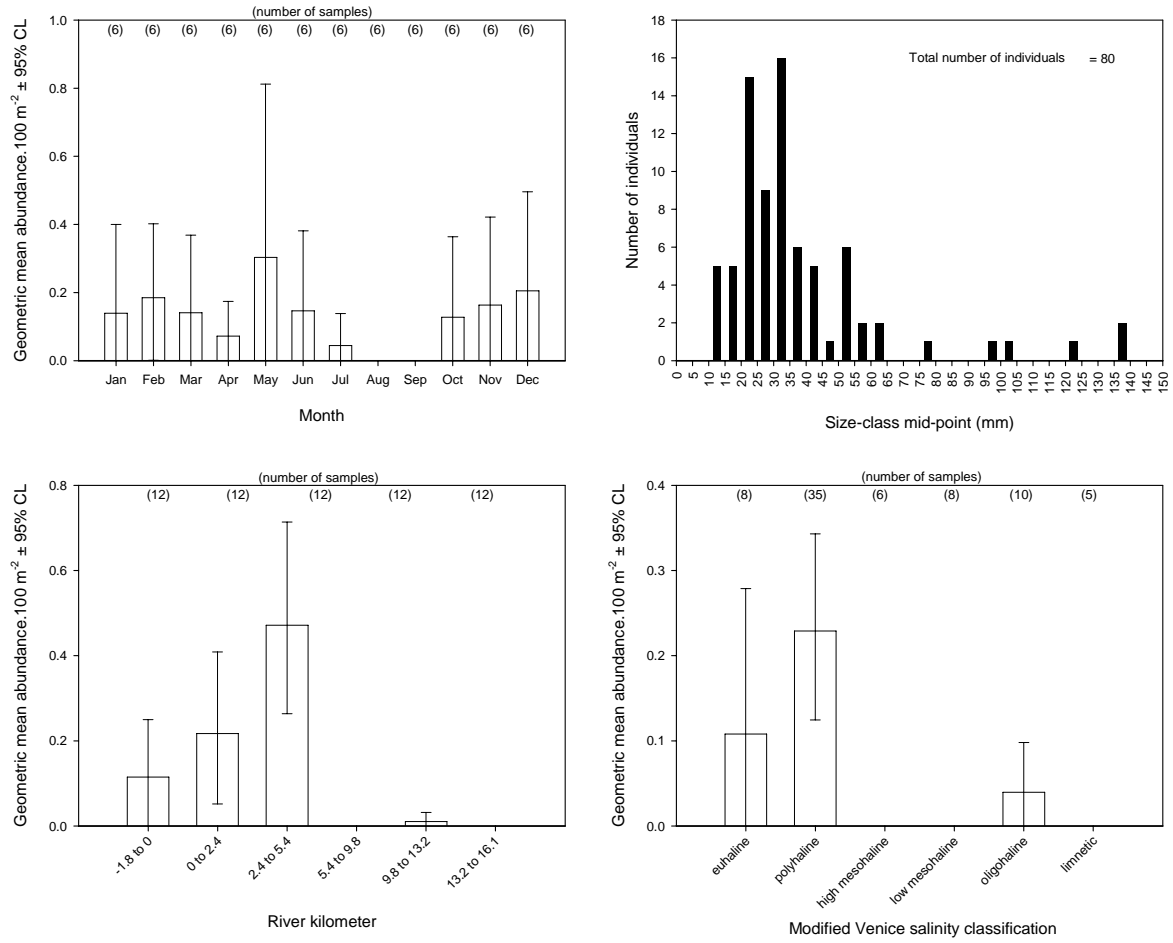 (number of samples)
(6) (6) (6) (6) (6) (6) (6) (6) (6) (6) (6) (6)
1.0
0.8
0.6
0.4
0.2
0.0
Geometric mean abundance.100 m⁻² ± 95% CL
Jan Feb Mar Apr May Jun Jul Aug Sep Oct Nov Dec
Month
Total number of individuals = 80
18
16
14
12
10
8
6
4
2
0
Number of individuals
0 5 10 15 20 25 30 35 40 45 50 55 60 65 70 75 80 85 90 95 100 105 110 115 120 125 130 135 140 145 150
Size-class mid-point (mm)
(number of samples)
(12) (12) (12) (12) (12)
0.8
0.6
0.4
0.2
0.0
Geometric mean abundance.100 m⁻² ± 95% CL
-1.8 to 0 0 to 2.4 2.4 to 5.4 5.4 to 9.8 9.8 to 13.2 13.2 to 16.1
River kilometer
(number of samples)
(8) (35) (6) (8) (10) (5)
0.4
0.3
0.2
0.1
0.0
Geometric mean abundance.100 m⁻² ± 95% CL
euhaline polyhaline high mesohaline low mesohaline oligohaline limnetic
Modified Venice salinity classification